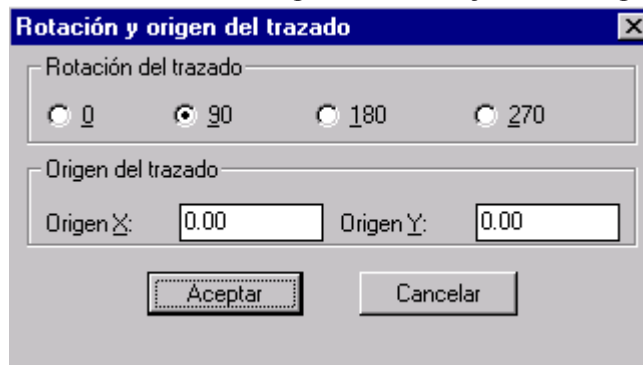 Rotación y origen del trazado
Rotación del trazado
0 90 180 270
Origen del trazado
Origen X: 0.00 Origen Y: 0.00
Aceptar Cancelar